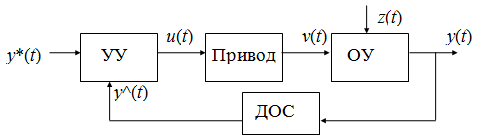 z(t)
u(t)
v(t)
y(t)
y*(t)
УУ
Привод
ОУ
y^(t)
ДОС